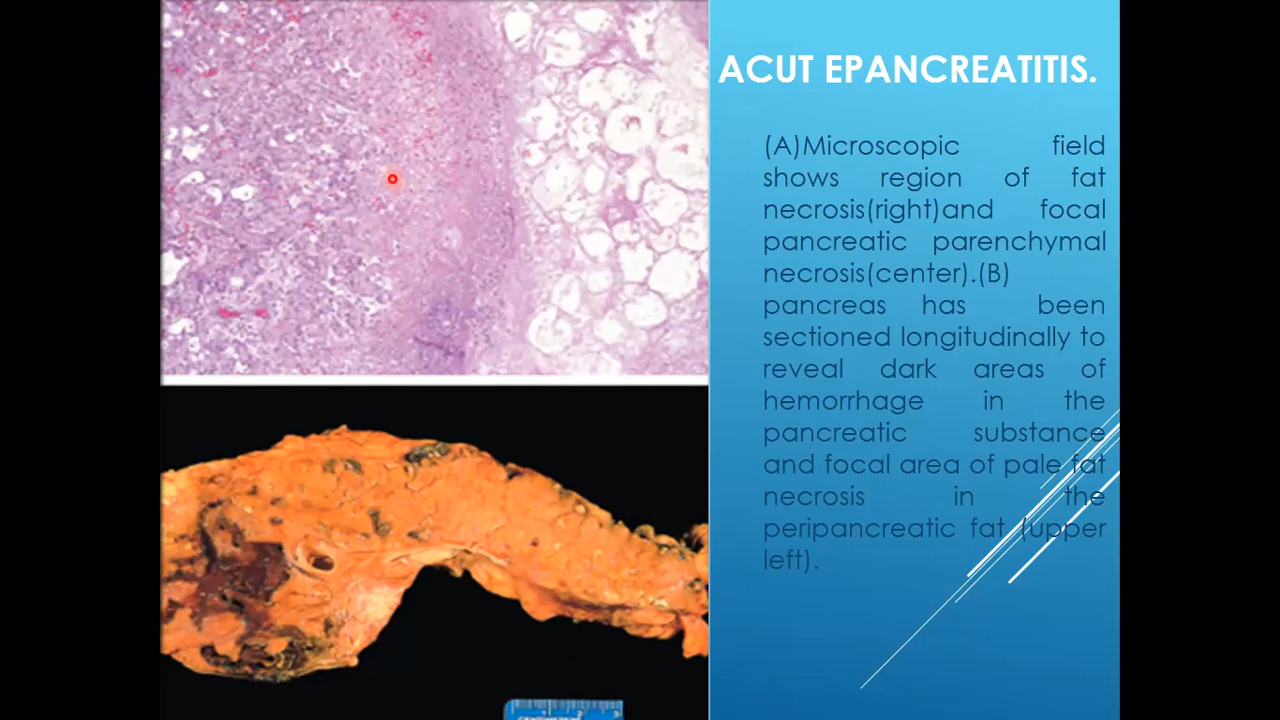 ACUT EPANCREATITIS.
(A)Microscopic field
shows region of fat
necrosis(right)and focal
pancreatic parenchymal
necrosis(center).(B)
pancreas has been
sectioned longitudinally to
reveal dark areas of
hemorrhage in the
pancreatic substance
and focal area of pale fat
necrosis in the
peripancreatic fat (upper
left).